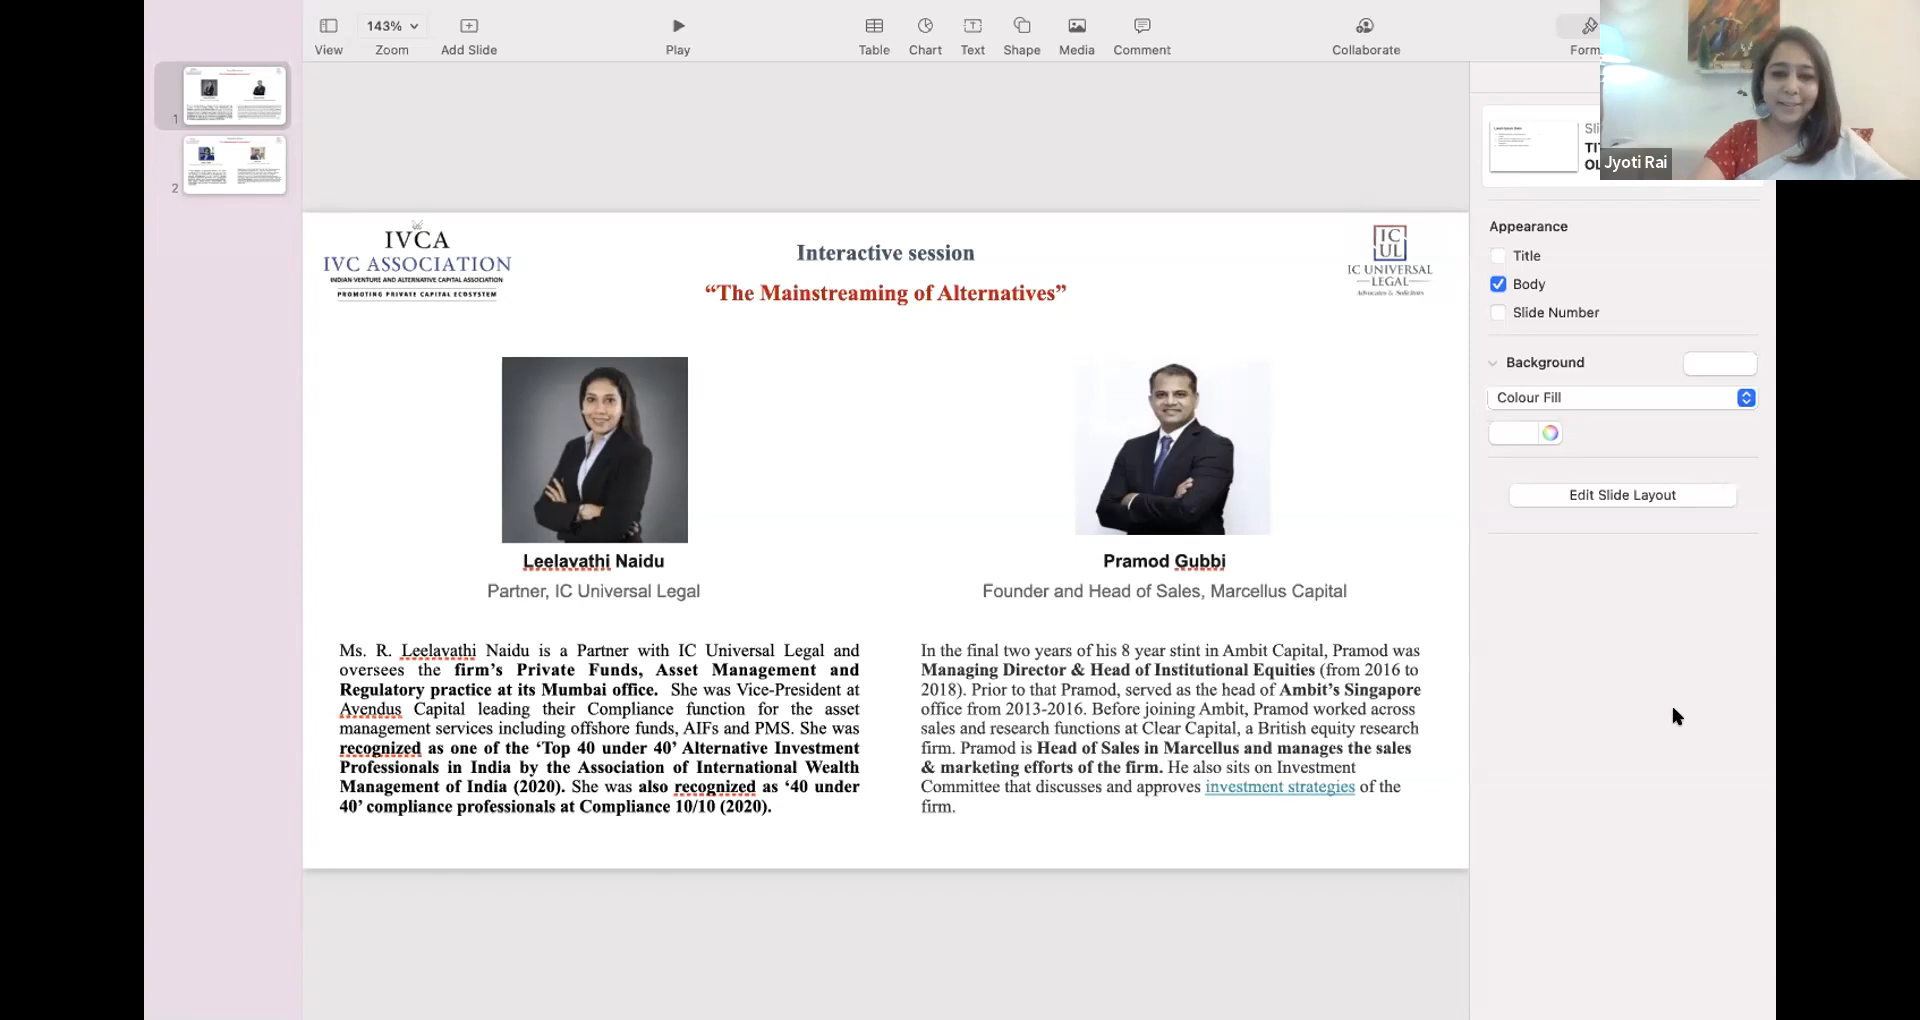 143%
View
Zoom
Add Slide
Play
Table
Chart
Text
Shape
Media
Comment
Collaborate
Form
Jyoti Rai
1
2
IVCA
IVC ASSOCIATION
INDIAN VENTURE AND ALTERNATIVE CAPITAL ASSOCIATION
PROMOTING PRIVATE CAPITAL ECOSYSTEM
Interactive session
“The Mainstreaming of Alternatives”
IC
UL
IC UNIVERSAL
LEGAL
Advocates & Solicitors
Leelavathi Naidu
Partner, IC Universal Legal
Ms. R. Leelavathi Naidu is a Partner with IC Universal Legal and
oversees the firm’s Private Funds, Asset Management and
Regulatory practice at its Mumbai office. She was Vice-President at
Avendus Capital leading their Compliance function for the asset
management services including offshore funds, AIFs and PMS. She was
recognized as one of the ‘Top 40 under 40’ Alternative Investment
Professionals in India by the Association of International Wealth
Management of India (2020). She was also recognized as ‘40 under
40’ compliance professionals at Compliance 10/10 (2020).
Pramod Gubbi
Founder and Head of Sales, Marcellus Capital
In the final two years of his 8 year stint in Ambit Capital, Pramod was
Managing Director & Head of Institutional Equities (from 2016 to
2018). Prior to that Pramod, served as the head of Ambit’s Singapore
office from 2013-2016. Before joining Ambit, Pramod worked across
sales and research functions at Clear Capital, a British equity research
firm. Pramod is Head of Sales in Marcellus and manages the sales
& marketing efforts of the firm. He also sits on Investment
Committee that discusses and approves investment strategies of the
firm.
Appearance
Title
Body
Slide Number
Background
Colour Fill
Edit Slide Layout